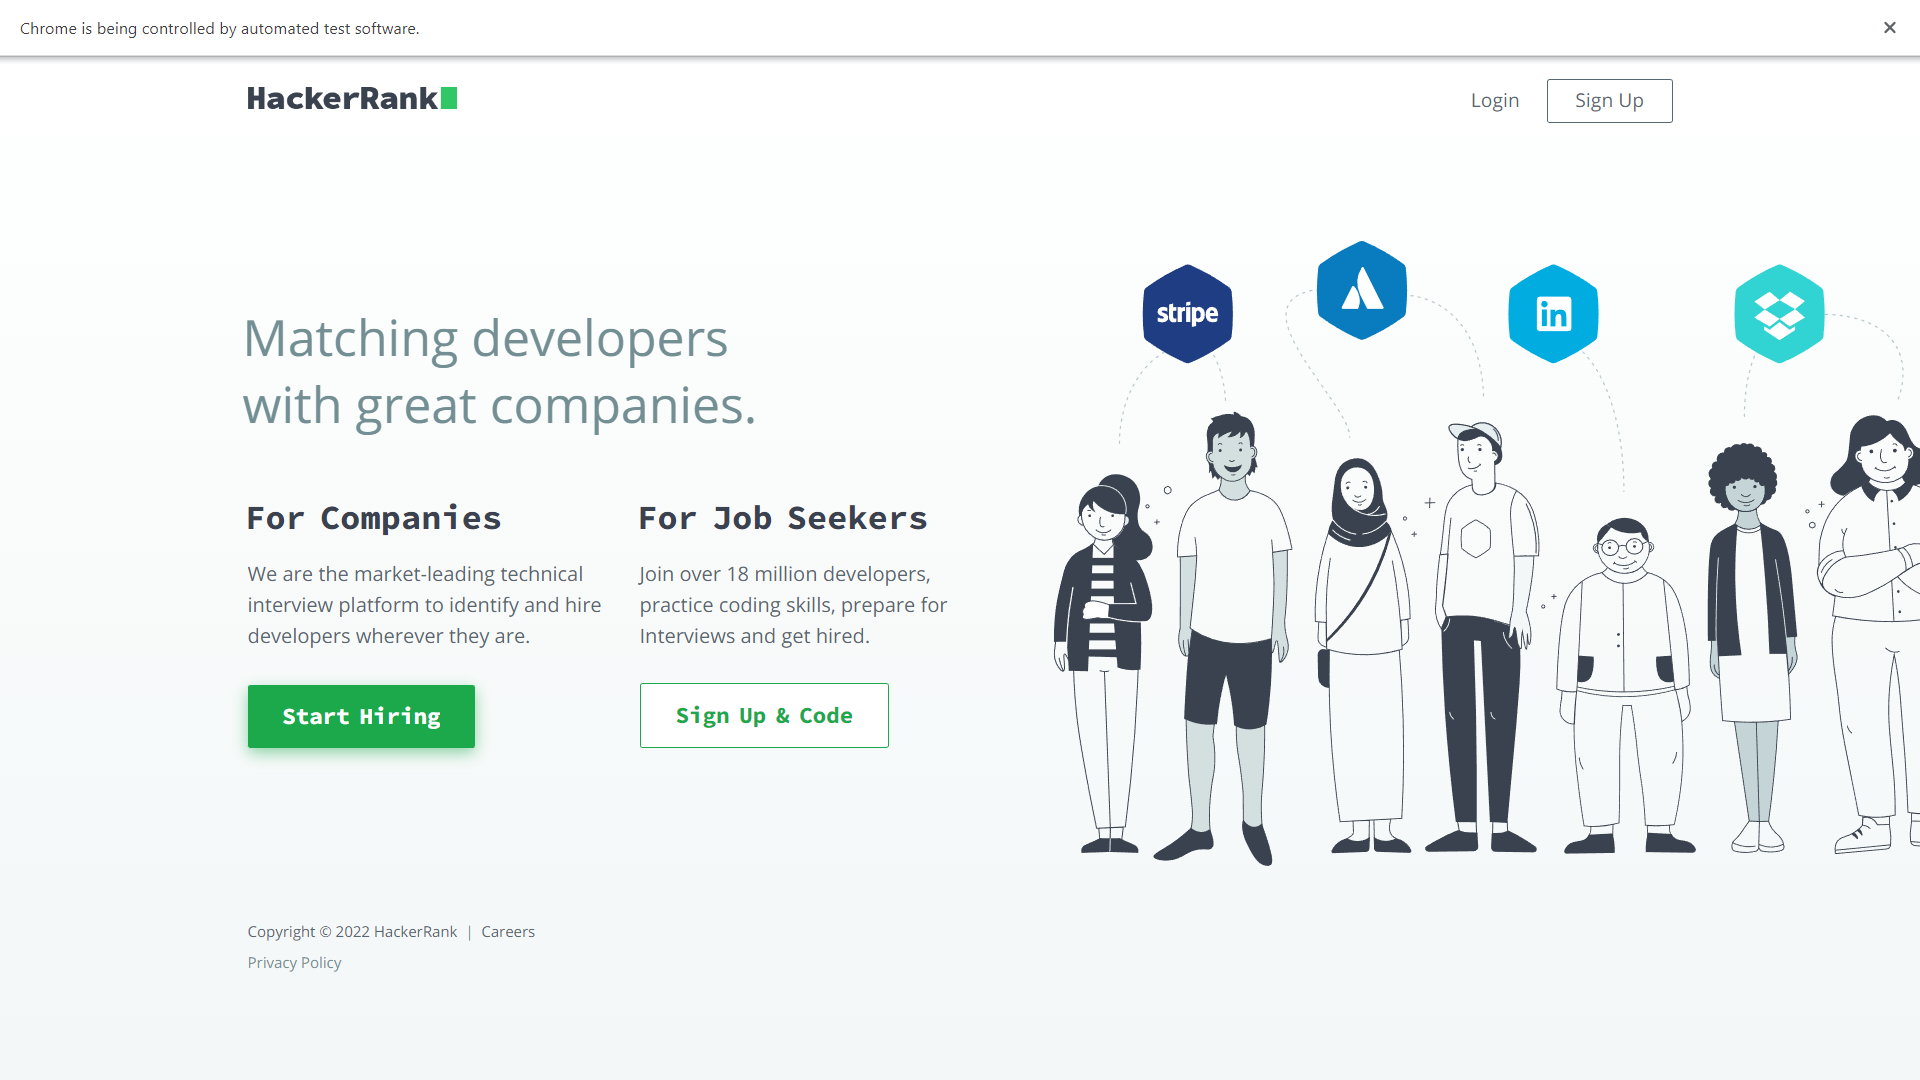 Chrome is being controlled by automated test software.
HackerRank
Login
Sign Up
Matching developers
with great companies.
For Companies
We are the market-leading technical
interview platform to identify and hire
developers wherever they are.
Start Hiring
For Job Seekers
Join over 18 million developers,
practice coding skills, prepare for
Interviews and get hired.
Sign Up & Code
stripe
in
Copyright © 2022 HackerRank | Careers
Privacy Policy